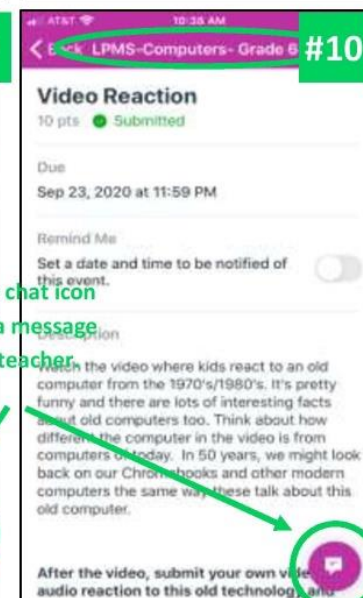 AT&T 10:38 AM
Back LPMS-Computers- Grade 6
#10
Video Reaction
10 pts Submitted
Due
Sep 23, 2020 at 11:59 PM
Remind Me
Set a date and time to be notified of
this event.
chat icon
a message
teacher.
Description
Watch the video where kids react to an old
computer from the 1970's/1980's. It's pretty
funny and there are lots of interesting facts
about old computers too. Think about how
different the computer in the video is from
computers of today. In 50 years, we might look
back on our Chromebooks and other modern
computers the same way these talk about this
old computer.
After the video, submit your own video
audio reaction to this old technology and